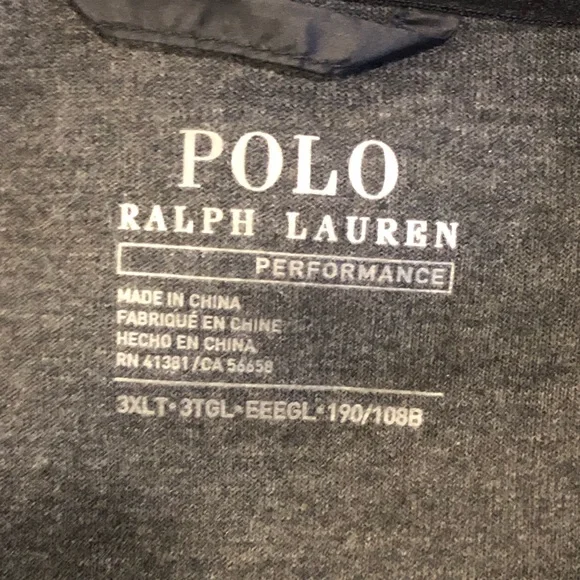 POLO
RALPH LAUREN
PERFORMANCE
MADE IN CHINA
FABRIQUÉ EN CHINE
HECHO EN CHINA
RN 41381/CA 56658
3XLT•3TGL•EEEGL•190/108B